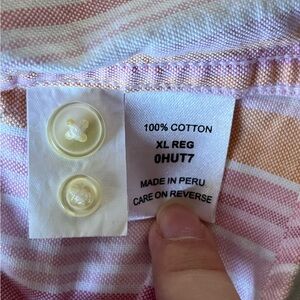 100% COTTON
XL REG
0HUT7
MADE IN PERU
CARE ON REVERSE